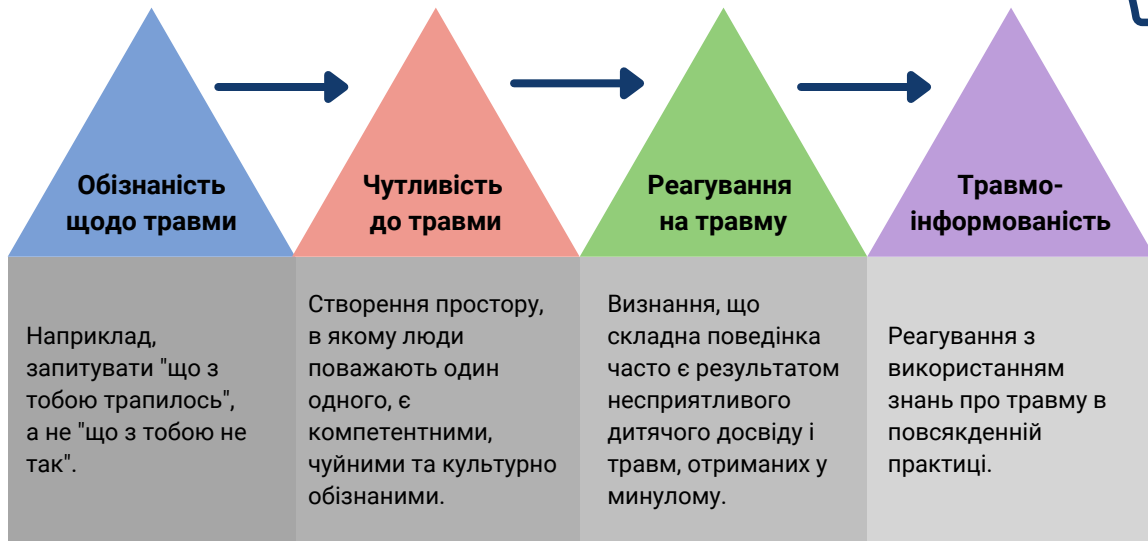 Обізнаність
щодо травми
Чутливість
до травми
Реагування
на травму
Травмо-
інформованість
Наприклад,
запитувати "що з
тобою трапилось",
а не "що з тобою не
так".
Створення простору,
в якому люди
поважають один
одного, є
компетентними,
чуйними та культурно
обізнаними.
Визнання, що
складна поведінка
часто є результатом
несприятливого
дитячого досвіду і
травм, отриманих у
минулому.
Реагування з
використанням
знань про травму в
повсякденній
практиці.